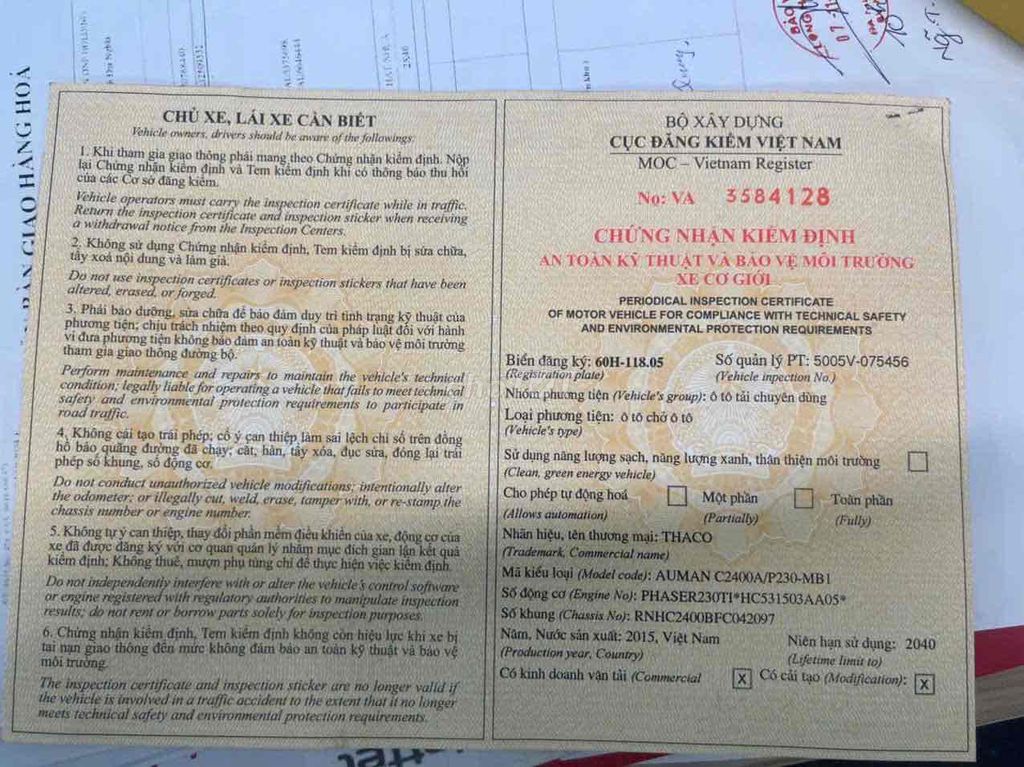 BÀN GIAO HÀNG HOÁ
CHỦ XE, LÁI XE CẦN BIẾT
Vehicle owners, drivers should be aware of the followings:
1. Khi tham gia giao thông phải mang theo Chứng nhận kiểm định. Nộp
lại Chứng nhận kiểm định và Tem kiểm định khi có thông báo thu hồi
của các Cơ sở đăng kiểm.
Vehicle operators must carry the inspection certificate while in traffic.
Return the inspection certificate and inspection sticker when receiving
a withdrawal notice from the Inspection Centers.
2. Không sử dụng Chứng nhận kiểm định, Tem kiểm định bị sửa chữa,
tẩy xoá nội dung và làm giả.
Do not use inspection certificates or inspection stickers that have been
altered, erased, or forged.
3. Phải bảo dưỡng, sửa chữa để bảo đảm duy trì tình trạng kỹ thuật của
phương tiện; chịu trách nhiệm theo quy định của pháp luật đối với hành
vi đưa phương tiện không bảo đảm an toàn kỹ thuật và bảo vệ môi trường
tham gia giao thông đường bộ.
Perform maintenance and repairs to maintain the vehicle's technical
condition; legally liable for operating a vehicle that fails to meet technical
safety and environmental protection requirements to participate in
road traffic.
4. Không cải tạo trái phép; cố ý can thiệp làm sai lệch chỉ số trên đồng
hồ báo quãng đường đã chạy; cắt, hàn, tẩy xóa, đục sửa, đóng lại trái
phép số khung, số động cơ.
Do not conduct unauthorized vehicle modifications; intentionally alter
the odometer; or illegally cut, weld, erase, tamper with, or re-stamp the
chassis number or engine number.
5. Không tự ý can thiệp, thay đổi phần mềm điều khiển của xe, động cơ của
xe đã được đăng ký với cơ quan quản lý nhằm mục đích gian lận kết quả
kiểm định; Không thuê, mượn phụ tùng chỉ để thực hiện việc kiểm định.
Do not independently interfere with or alter the vehicle's control software
or engine registered with regulatory authorities to manipulate inspection
results; do not rent or borrow parts solely for inspection purposes.
6. Chứng nhận kiểm định, Tem kiểm định không còn hiệu lực khi xe bị
tai nạn giao thông đến mức không đảm bảo an toàn kỹ thuật và bảo vệ
môi trường.
The inspection certificate and inspection sticker are no longer valid if
the vehicle is involved in a traffic accident to the extent that it no longer
meets technical safety and environmental protection requirements.
BỘ XÂY DỰNG
CỤC ĐĂNG KIỂM VIỆT NAM
MOC – Vietnam Register
No: VA 3584128
CHỨNG NHẬN KIỂM ĐỊNH
AN TOÀN KỸ THUẬT VÀ BẢO VỆ MÔI TRƯỜNG
XE CƠ GIỚI
PERIODICAL INSPECTION CERTIFICATE
OF MOTOR VEHICLE FOR COMPLIANCE WITH TECHNICAL SAFETY
AND ENVIRONMENTAL PROTECTION REQUIREMENTS
Biển đăng ký: 60H-118.05 Số quản lý PT: 5005V-075456
(Registration plate) (Vehicle inpection No.)
Nhóm phương tiện (Vehicle's group): ô tô tải chuyên dùng
Loại phương tiện: ô tô chở ô tô
(Vehicle's type)
Sử dụng năng lượng sạch, năng lượng xanh, thân thiện môi trường
(Clean, green energy vehicle)
Cho phép tự động hoá Một phần Toàn phần
(Allows automation) (Partially) (Fully)
Nhãn hiệu, tên thương mại: THACO
(Trademark, Commercial name)
Mã kiểu loại (Model code): AUMAN C2400A/P230-MB1
Số động cơ (Engine No): PHASER230TI*HC531503AA05*
Số khung (Chassis No): RNHC2400BFC042097
Năm, Nước sản xuất: 2015, Việt Nam Niên hạn sử dụng: 2040
(Production year, Country) (Lifetime limit to)
Có kinh doanh vận tải (Commercial X Có cải tạo (Modification): X